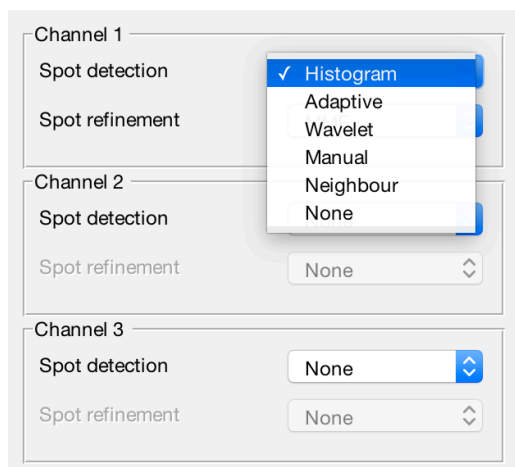 Channel 1
Spot detection
✓ Histogram
Adaptive
Spot refinement
Wavelet
Manual
Channel 2
Neighbour
Spot detection
None
Spot refinement
None
Channel 3
Spot detection
None
Spot refinement
None